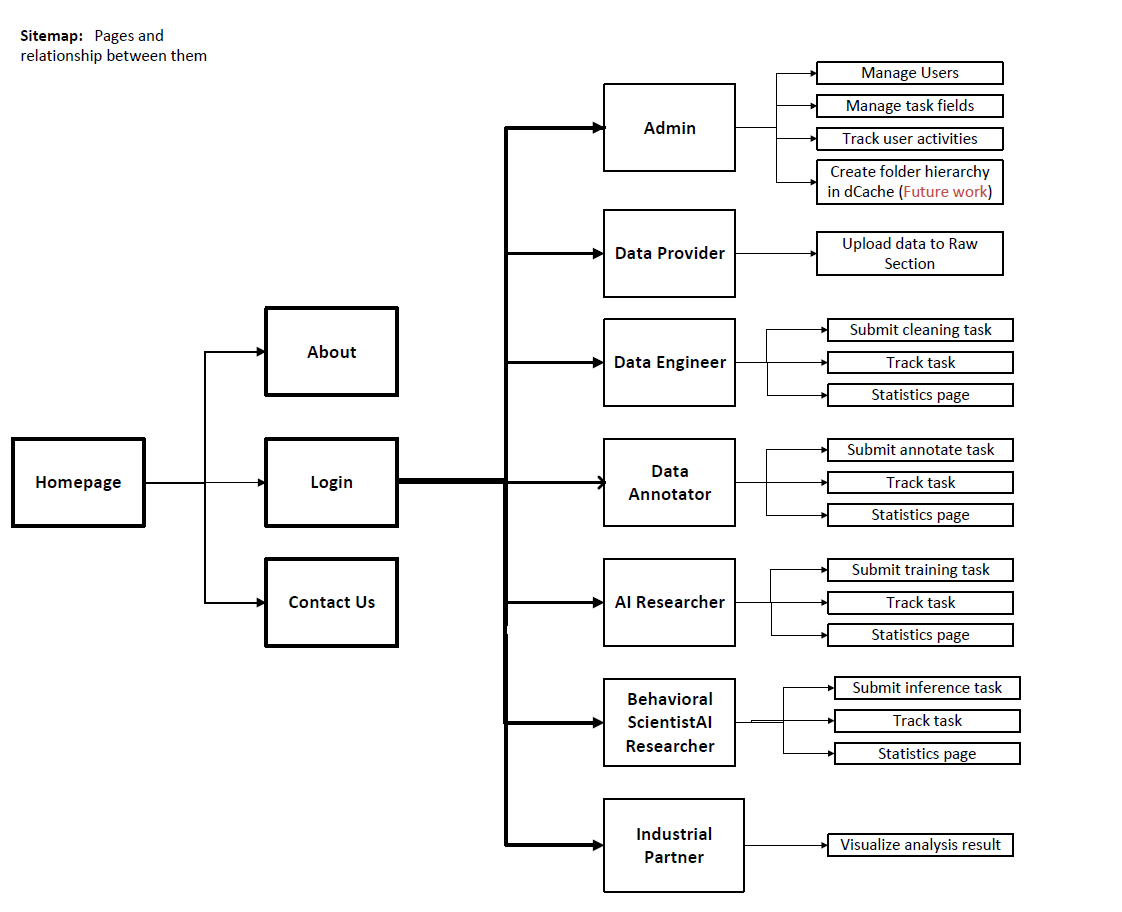 Sitemap: Pages and
relationship between them
Homepage
About
Login
Contact Us
Admin
Manage Users
Manage task fields
Track user activities
Create folder hierarchy
in dCache (Future work)
Data Provider
Upload data to Raw
Section
Data Engineer
Submit cleaning task
Track task
Statistics page
Data
Annotator
Submit annotate task
Track task
Statistics page
AI Researcher
Submit training task
Track task
Statistics page
Behavioral
ScientistAI
Researcher
Submit inference task
Track task
Statistics page
Industrial
Partner
Visualize analysis result